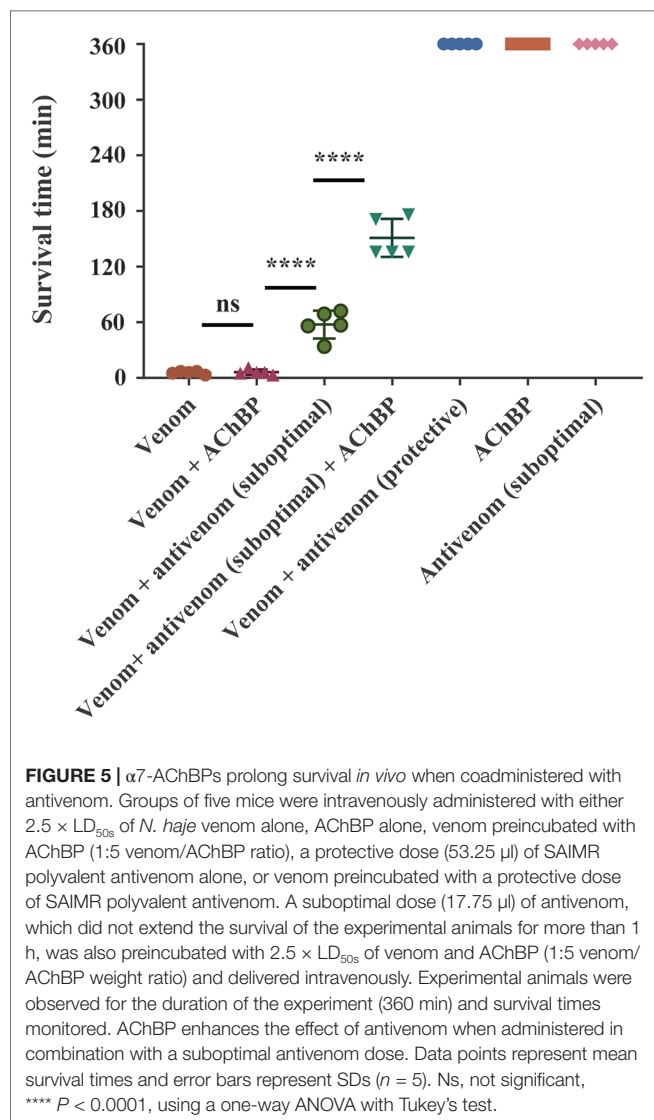 360
300
240
180
120
60
0
Survival time (min)
ns
****
****
Venom
Venom + AChBP
Venom + antivenom (suboptimal)
Venom+ antivenom (suboptimal) + AChBP
Venom + antivenom (protective)
AChBP
Antivenom (suboptimal)
FIGURE 5 | α7-AChBPs prolong survival in vivo when coadministered with
antivenom. Groups of five mice were intravenously administered with either
2.5 × LD50s of N. haje venom alone, AChBP alone, venom preincubated with
AChBP (1:5 venom/AChBP ratio), a protective dose (53.25 µl) of SAIMR
polyvalent antivenom alone, or venom preincubated with a protective dose
of SAIMR polyvalent antivenom. A suboptimal dose (17.75 µl) of antivenom,
which did not extend the survival of the experimental animals for more than 1
h, was also preincubated with 2.5 × LD50s of venom and AChBP (1:5 venom/
AChBP weight ratio) and delivered intravenously. Experimental animals were
observed for the duration of the experiment (360 min) and survival times
monitored. AChBP enhances the effect of antivenom when administered in
combination with a suboptimal antivenom dose. Data points represent mean
survival times and error bars represent SDs (n = 5). Ns, not significant,
**** P < 0.0001, using a one-way ANOVA with Tukey's test.